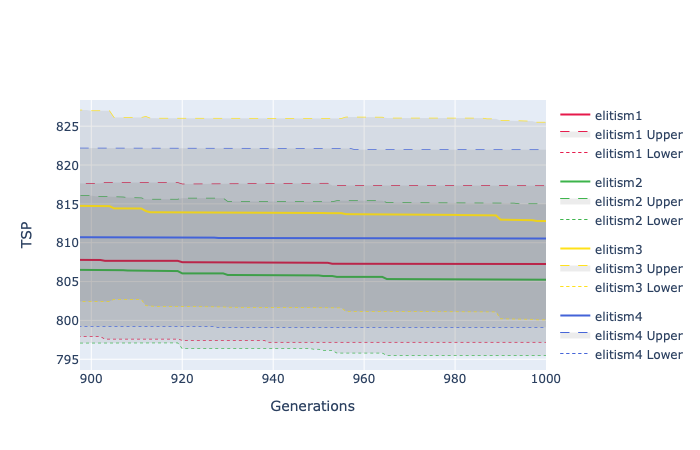 825
820
815
810
805
800
795
TSP
900
920
940
960
980
1000
Generations
elitism1
elitism1 Upper
elitism1 Lower
elitism2
elitism2 Upper
elitism2 Lower
elitism3
elitism3 Upper
elitism3 Lower
elitism4
elitism4 Upper
elitism4 Lower